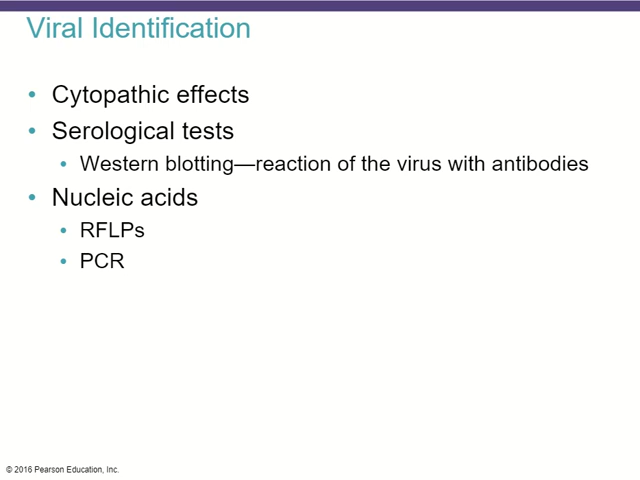 Viral Identification
• Cytopathic effects
• Serological tests
• Western blotting—reaction of the virus with antibodies
• Nucleic acids
• RFLPs
• PCR
© 2016 Pearson Education, Inc.